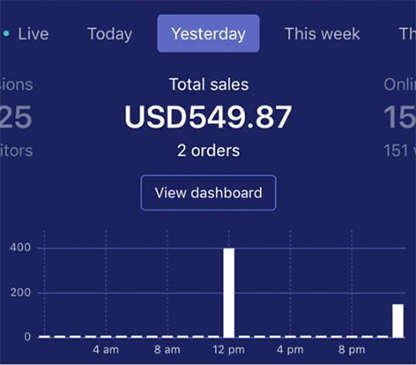 Live Today Yesterday This week Th
sions Total sales Onlin
25 USD549.87 15
itors 2 orders 151 v
View dashboard
400
200
0
4 am 8 am 12 pm 4 pm 8 pm